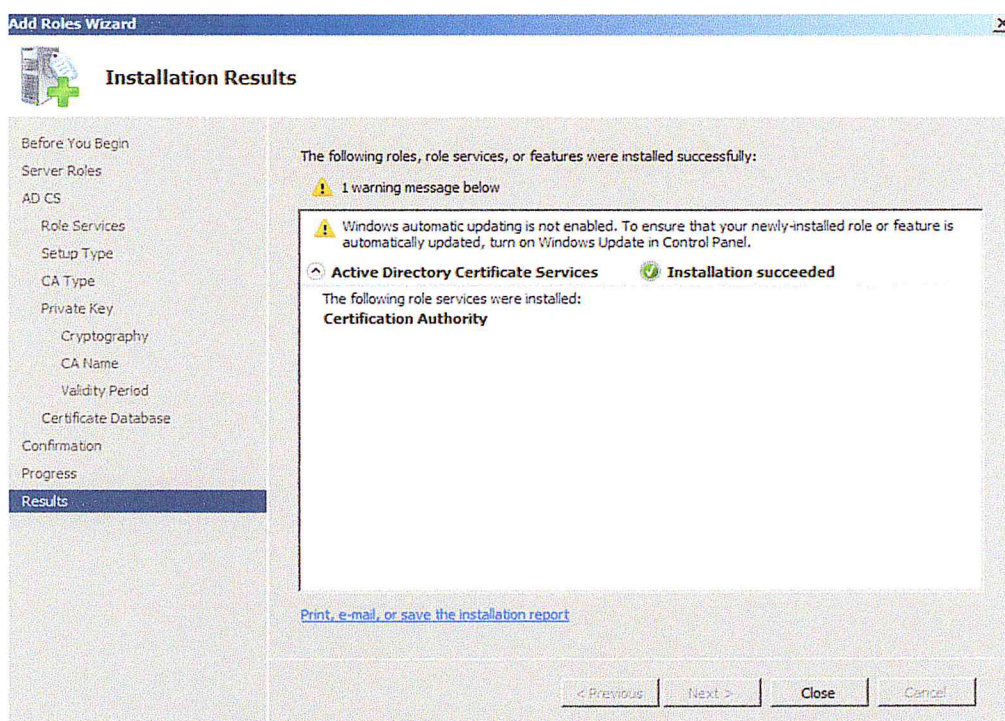 Add Roles Wizard
Installation Results
Before You Begin
Server Roles
AD CS
Role Services
Setup Type
CA Type
Private Key
Cryptography
CA Name
Validity Period
Certificate Database
Confirmation
Progress
Results
The following roles, role services, or features were installed successfully:
1 warning message below
Windows automatic updating is not enabled. To ensure that your newly-installed role or feature is
automatically updated, turn on Windows Update in Control Panel.
Active Directory Certificate Services Installation succeeded
The following role services were installed:
Certification Authority
Print, e-mail, or save the installation report
< Previous Next > Close Cancel